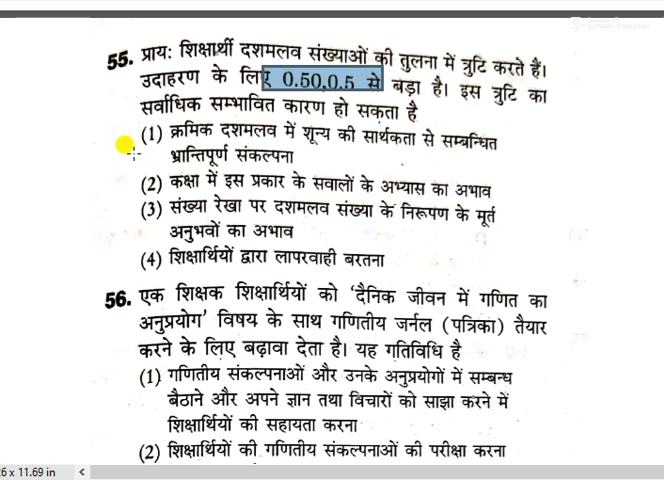 55. प्राय: शिक्षार्थी दशमलव संख्याओं की तुलना में त्रुटि करते हैं।
उदाहरण के लिए 0.50,0.5 से बड़ा है। इस त्रुटि का
सर्वाधिक सम्भावित कारण हो सकता है
(1) क्रमिक दशमलव में शून्य की सार्थकता से सम्बन्धित
भ्रान्तिपूर्ण संकल्पना
(2) कक्षा में इस प्रकार के सवालों के अभ्यास का अभाव
(3) संख्या रेखा पर दशमलव संख्या के निरूपण के मूर्त
अनुभवों का अभाव
(4) शिक्षार्थियों द्वारा लापरवाही बरतना
56. एक शिक्षक शिक्षार्थियों को ‘दैनिक जीवन में गणित का
अनुप्रयोग’ विषय के साथ गणितीय जर्नल (पत्रिका) तैयार
करने के लिए बढ़ावा देता है। यह गतिविधि है
(1) गणितीय संकल्पनाओं और उनके अनुप्रयोगों में सम्बन्ध
बैठाने और अपने ज्ञान तथा विचारों को साझा करने में
शिक्षार्थियों की सहायता करना
(2) शिक्षार्थियों की गणितीय संकल्पनाओं की परीक्षा करना
6 x 11.69 in